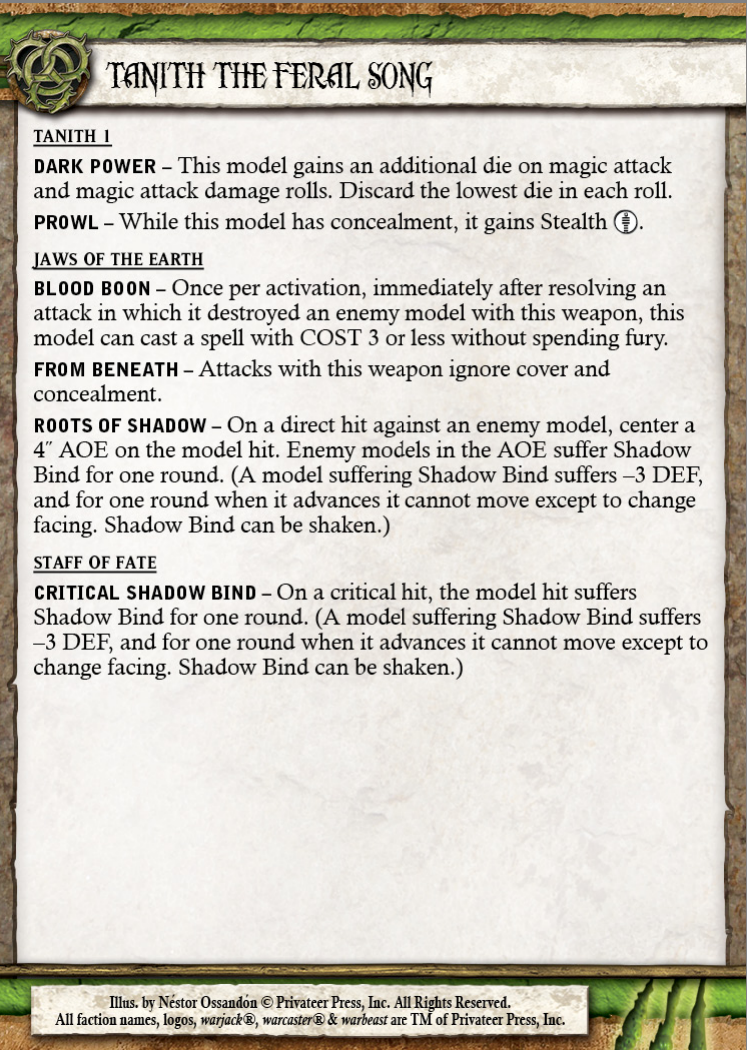 TANITH THE FERAL SONG
TANITH 1
DARK POWER – This model gains an additional die on magic attack
and magic attack damage rolls. Discard the lowest die in each roll.
PROWL – While this model has concealment, it gains Stealth .
JAWS OF THE EARTH
BLOOD BOON – Once per activation, immediately after resolving an
attack in which it destroyed an enemy model with this weapon, this
model can cast a spell with COST 3 or less without spending fury.
FROM BENEATH – Attacks with this weapon ignore cover and
concealment.
ROOTS OF SHADOW – On a direct hit against an enemy model, center a
4˝ AOE on the model hit. Enemy models in the AOE suffer Shadow
Bind for one round. (A model suffering Shadow Bind suffers –3 DEF,
and for one round when it advances it cannot move except to change
facing. Shadow Bind can be shaken.)
STAFF OF FATE
CRITICAL SHADOW BIND – On a critical hit, the model hit suffers
Shadow Bind for one round. (A model suffering Shadow Bind suffers
–3 DEF, and for one round when it advances it cannot move except to
change facing. Shadow Bind can be shaken.)
Illus. by Néstor Ossandón © Privateer Press, Inc. All Rights Reserved.
All faction names, logos, warjack®, warcaster® & warbeast are TM of Privateer Press, Inc.